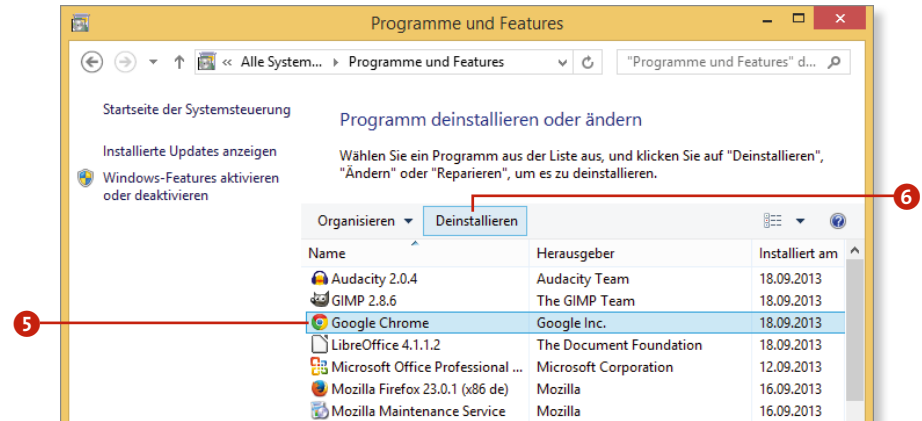 Programme und Features
« Alle System... ▸ Programme und Features
"Programme und Features" d...
Startseite der Systemsteuerung
Installierte Updates anzeigen
Windows-Features aktivieren
oder deaktivieren
Programm deinstallieren oder ändern
Wählen Sie ein Programm aus der Liste aus, und klicken Sie auf "Deinstallieren",
"Ändern" oder "Reparieren", um es zu deinstallieren.
Organisieren Deinstallieren
6
Name Herausgeber Installiert am
Audacity 2.0.4 Audacity Team 18.09.2013
GIMP 2.8.6 The GIMP Team 18.09.2013
5 Google Chrome Google Inc. 18.09.2013
LibreOffice 4.1.1.2 The Document Foundation 18.09.2013
Microsoft Office Professional ... Microsoft Corporation 12.09.2013
Mozilla Firefox 23.0.1 (x86 de) Mozilla 16.09.2013
Mozilla Maintenance Service Mozilla 16.09.2013